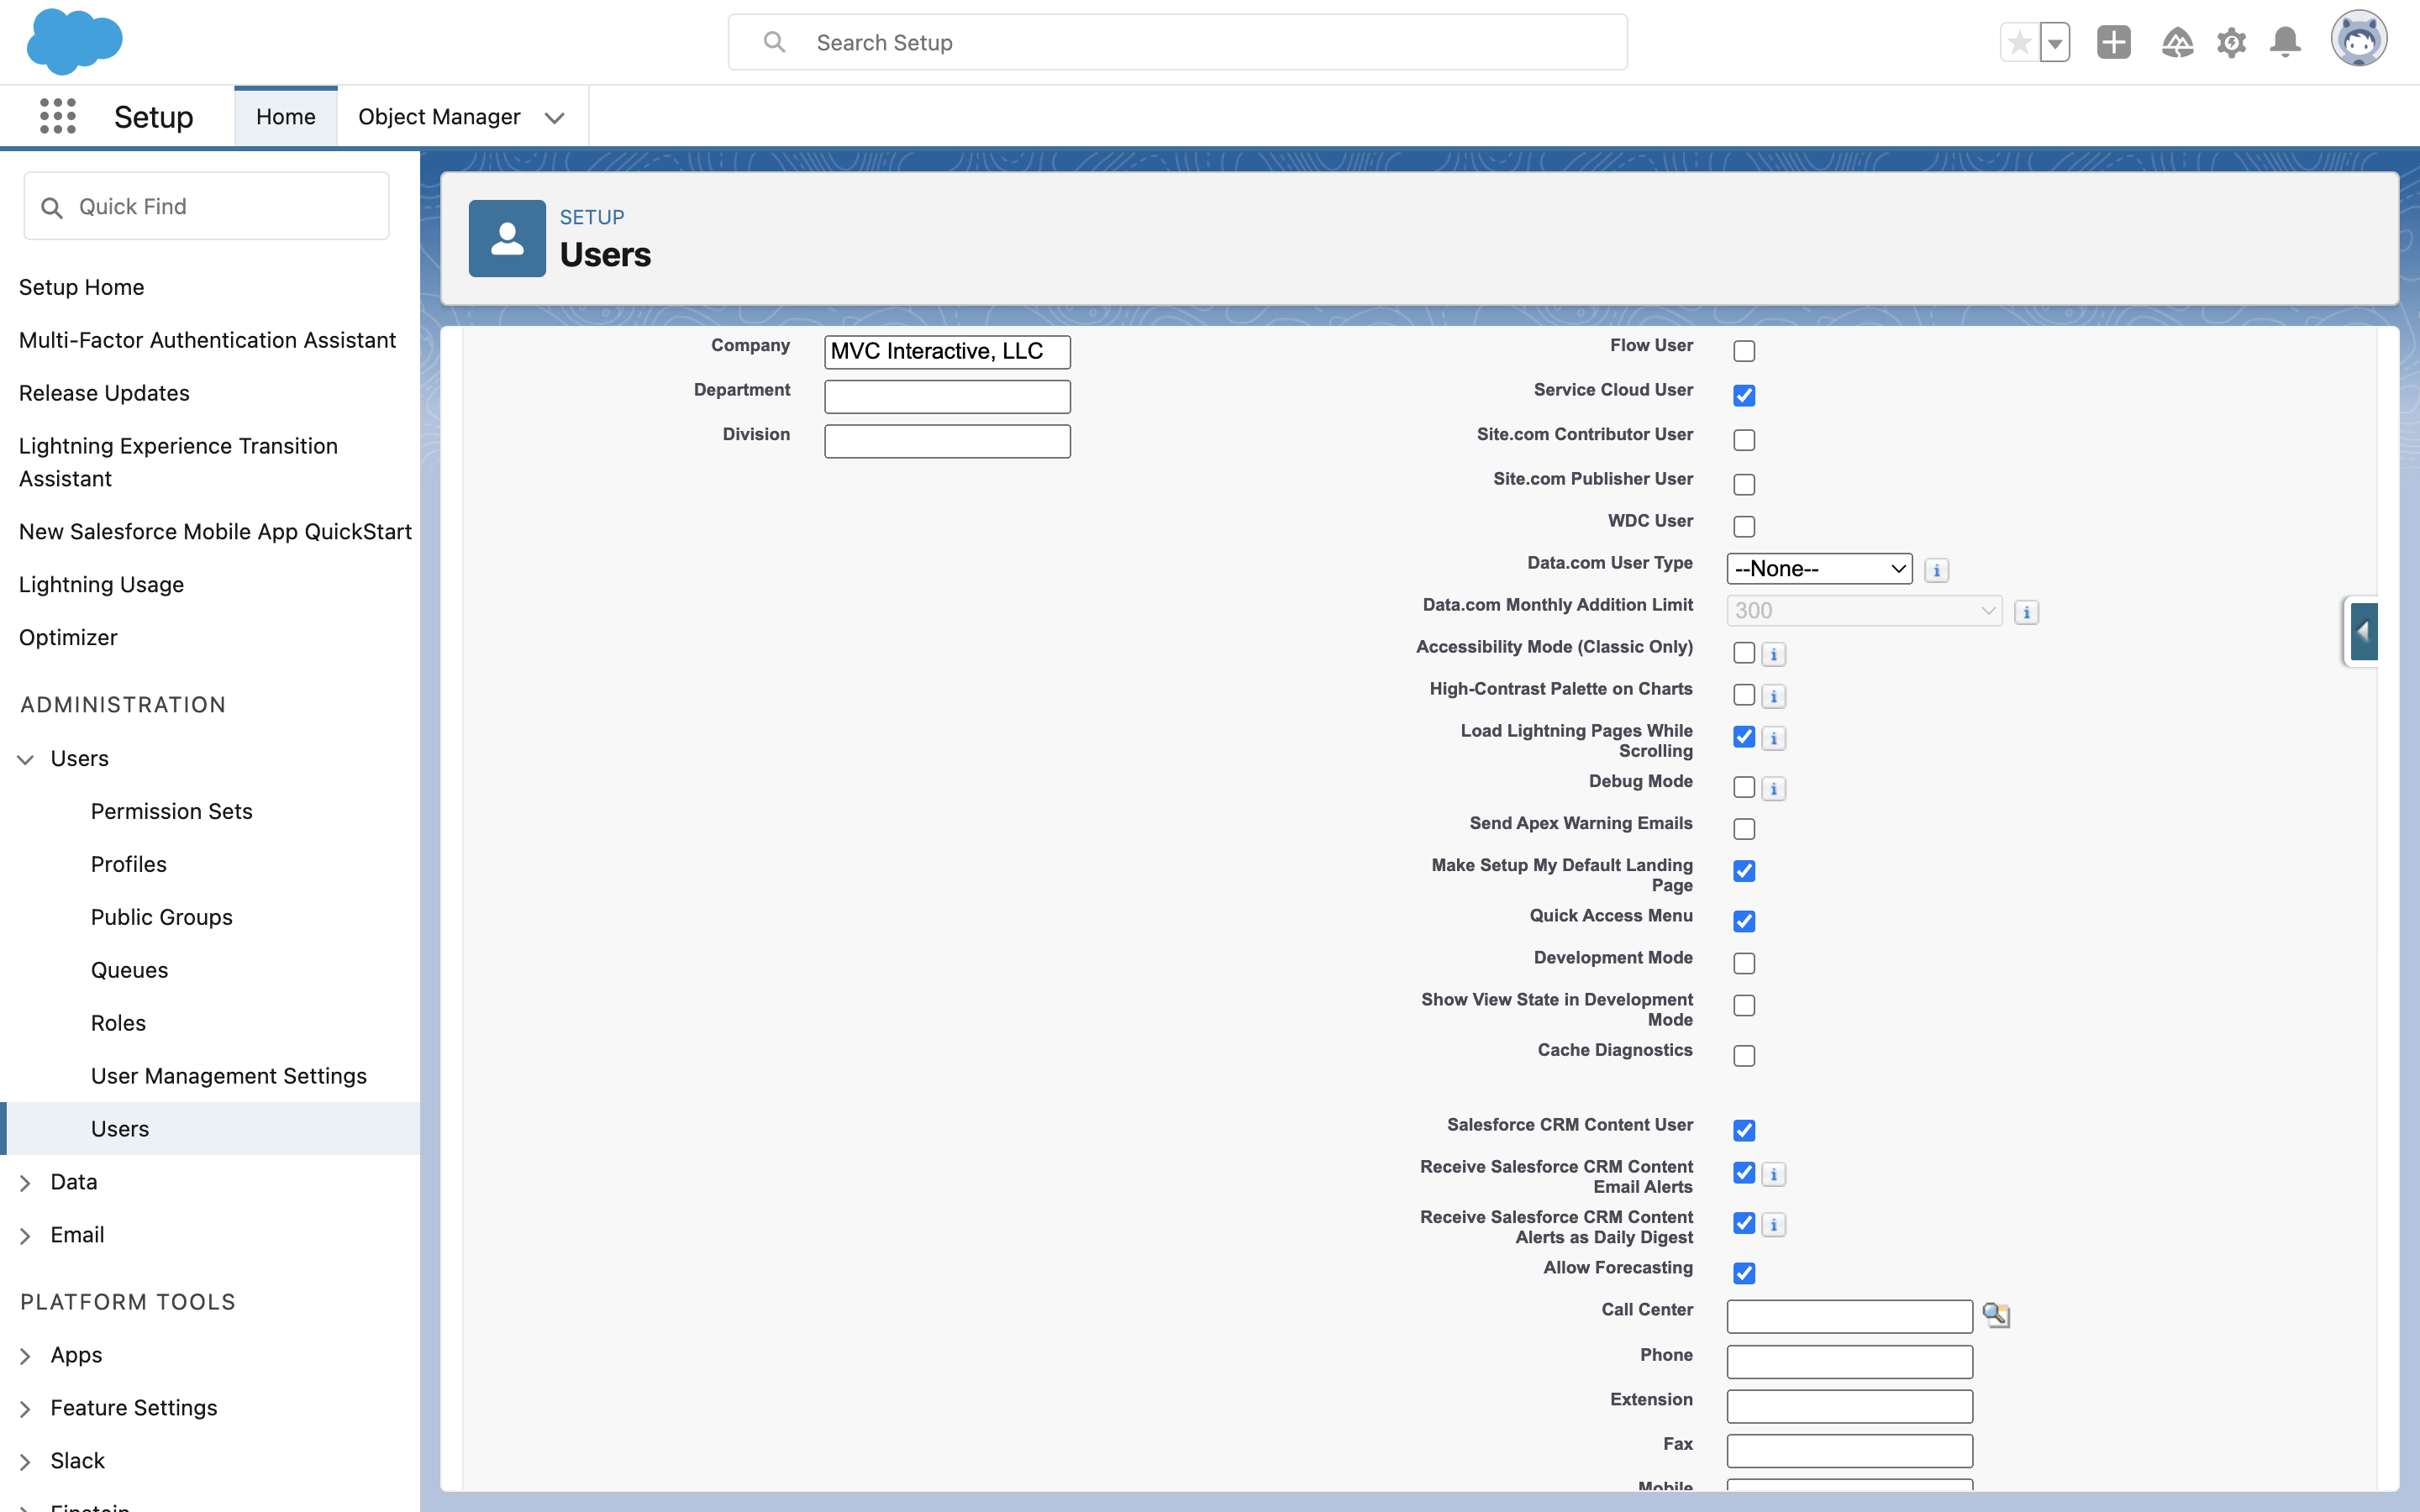 Search Setup
Setup
Home
Object Manager
Quick Find
Setup Home
Multi-Factor Authentication Assistant
Release Updates
Lightning Experience Transition
Assistant
New Salesforce Mobile App QuickStart
Lightning Usage
Optimizer
ADMINISTRATION
Users
Permission Sets
Profiles
Public Groups
Queues
Roles
User Management Settings
Users
Data
Email
PLATFORM TOOLS
Apps
Feature Settings
Slack
Einstein
SETUP
Users
Company
MVC Interactive, LLC
Department
Division
Flow User
Service Cloud User
Site.com Contributor User
Site.com Publisher User
WDC User
Data.com User Type
--None--
Data.com Monthly Addition Limit
300
Accessibility Mode (Classic Only)
High-Contrast Palette on Charts
Load Lightning Pages While
Scrolling
Debug Mode
Send Apex Warning Emails
Make Setup My Default Landing
Page
Quick Access Menu
Development Mode
Show View State in Development
Mode
Cache Diagnostics
Salesforce CRM Content User
Receive Salesforce CRM Content
Email Alerts
Receive Salesforce CRM Content
Alerts as Daily Digest
Allow Forecasting
Call Center
Phone
Extension
Fax
Mobile